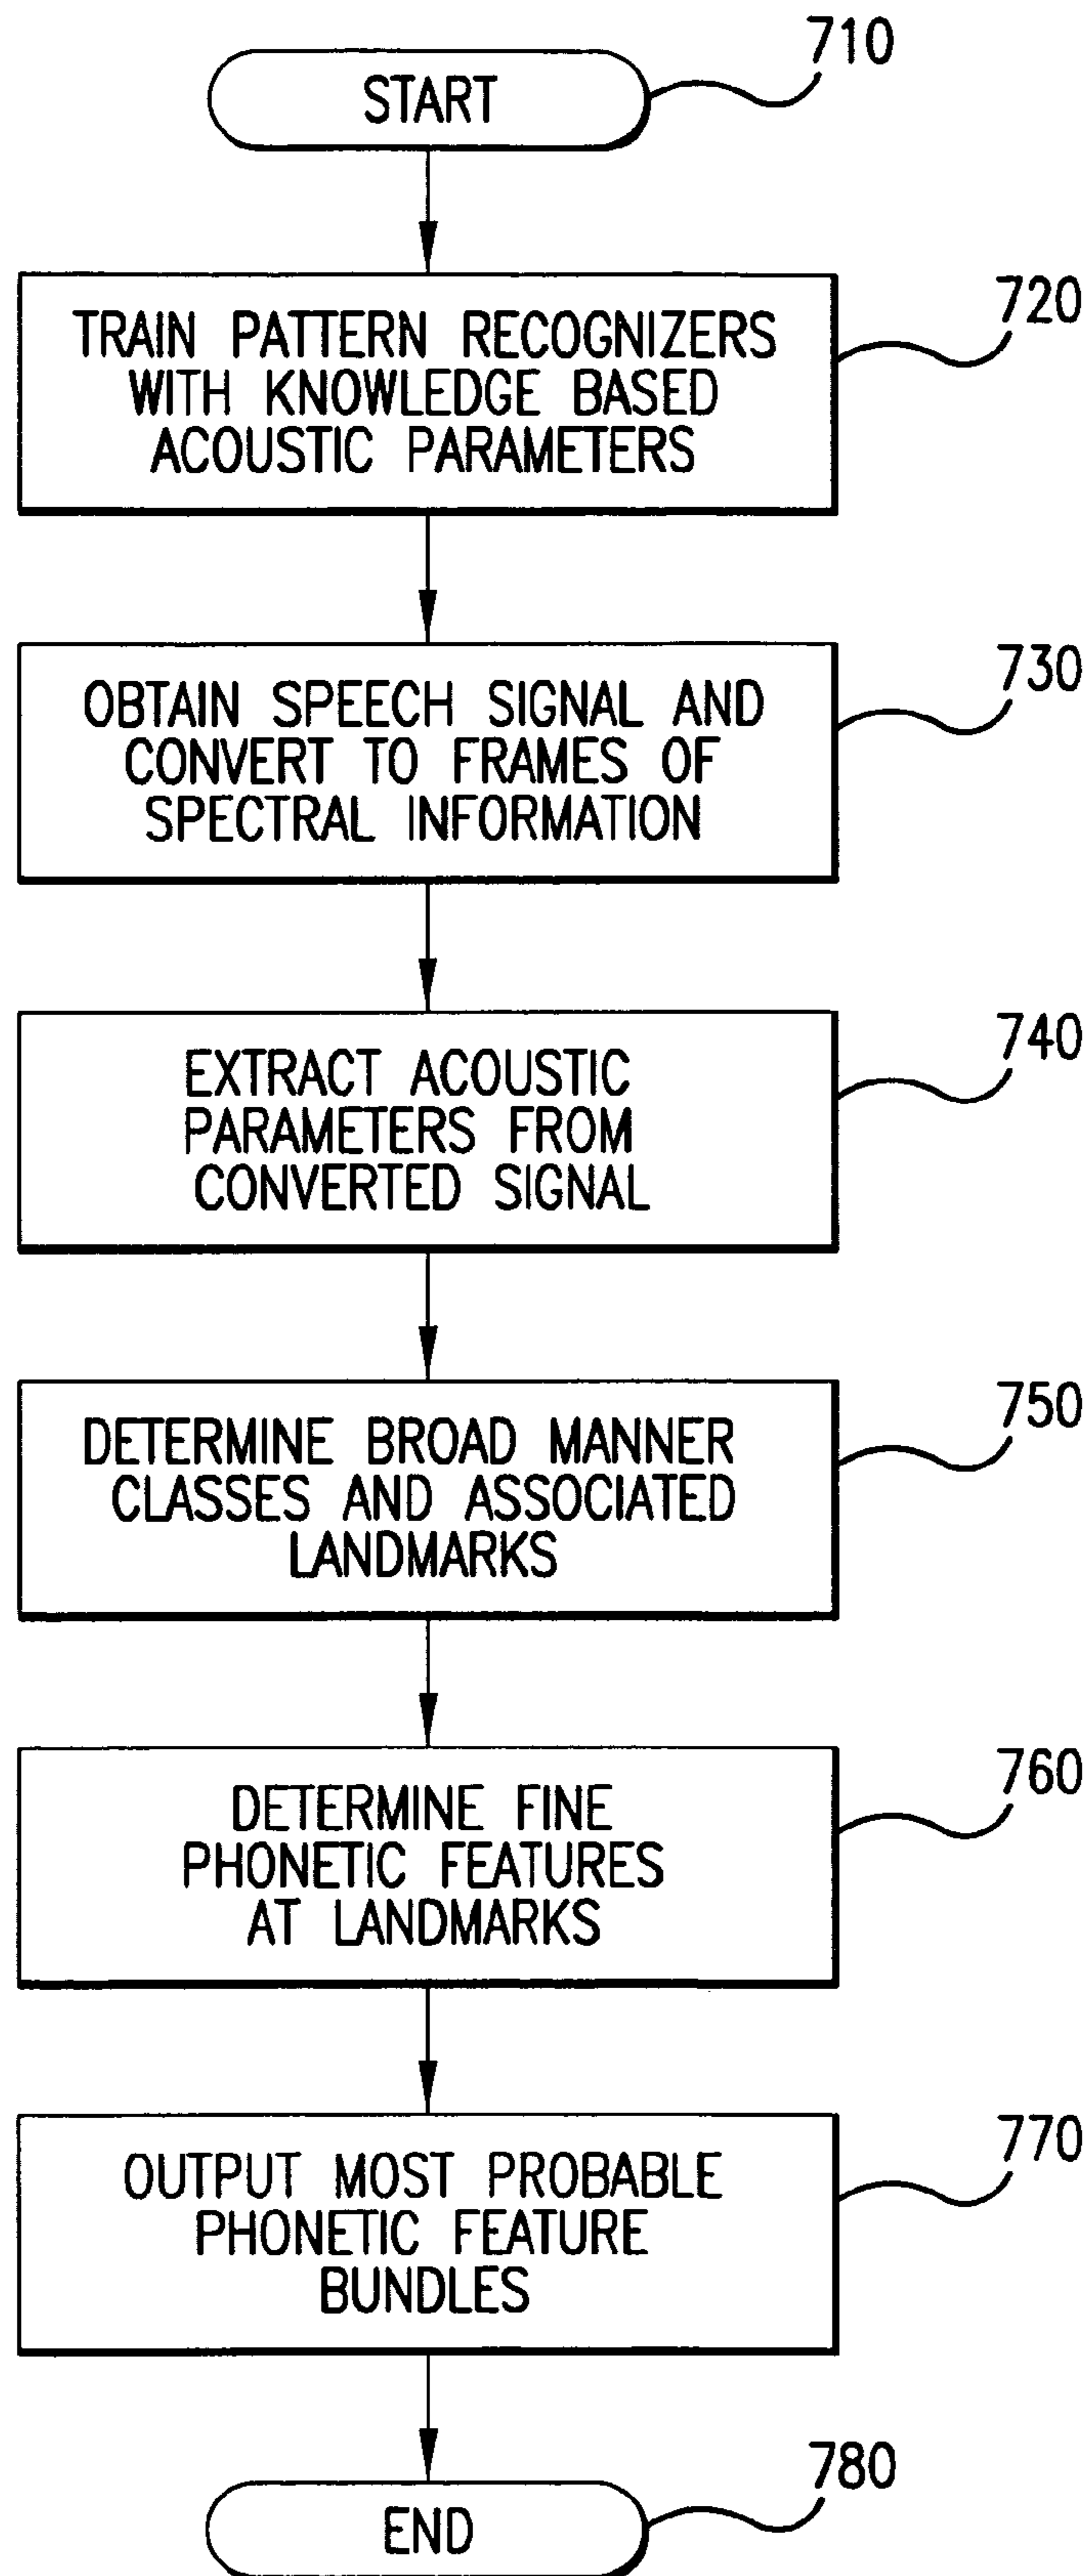 710
START
720
TRAIN PATTERN RECOGNIZERS
WITH KNOWLEDGE BASED
ACOUSTIC PARAMETERS
730
OBTAIN SPEECH SIGNAL AND
CONVERT TO FRAMES OF
SPECTRAL INFORMATION
740
EXTRACT ACOUSTIC
PARAMETERS FROM
CONVERTED SIGNAL
750
DETERMINE BROAD MANNER
CLASSES AND ASSOCIATED
LANDMARKS
760
DETERMINE FINE
PHONETIC FEATURES
AT LANDMARKS
770
OUTPUT MOST PROBABLE
PHONETIC FEATURE
BUNDLES
780
END